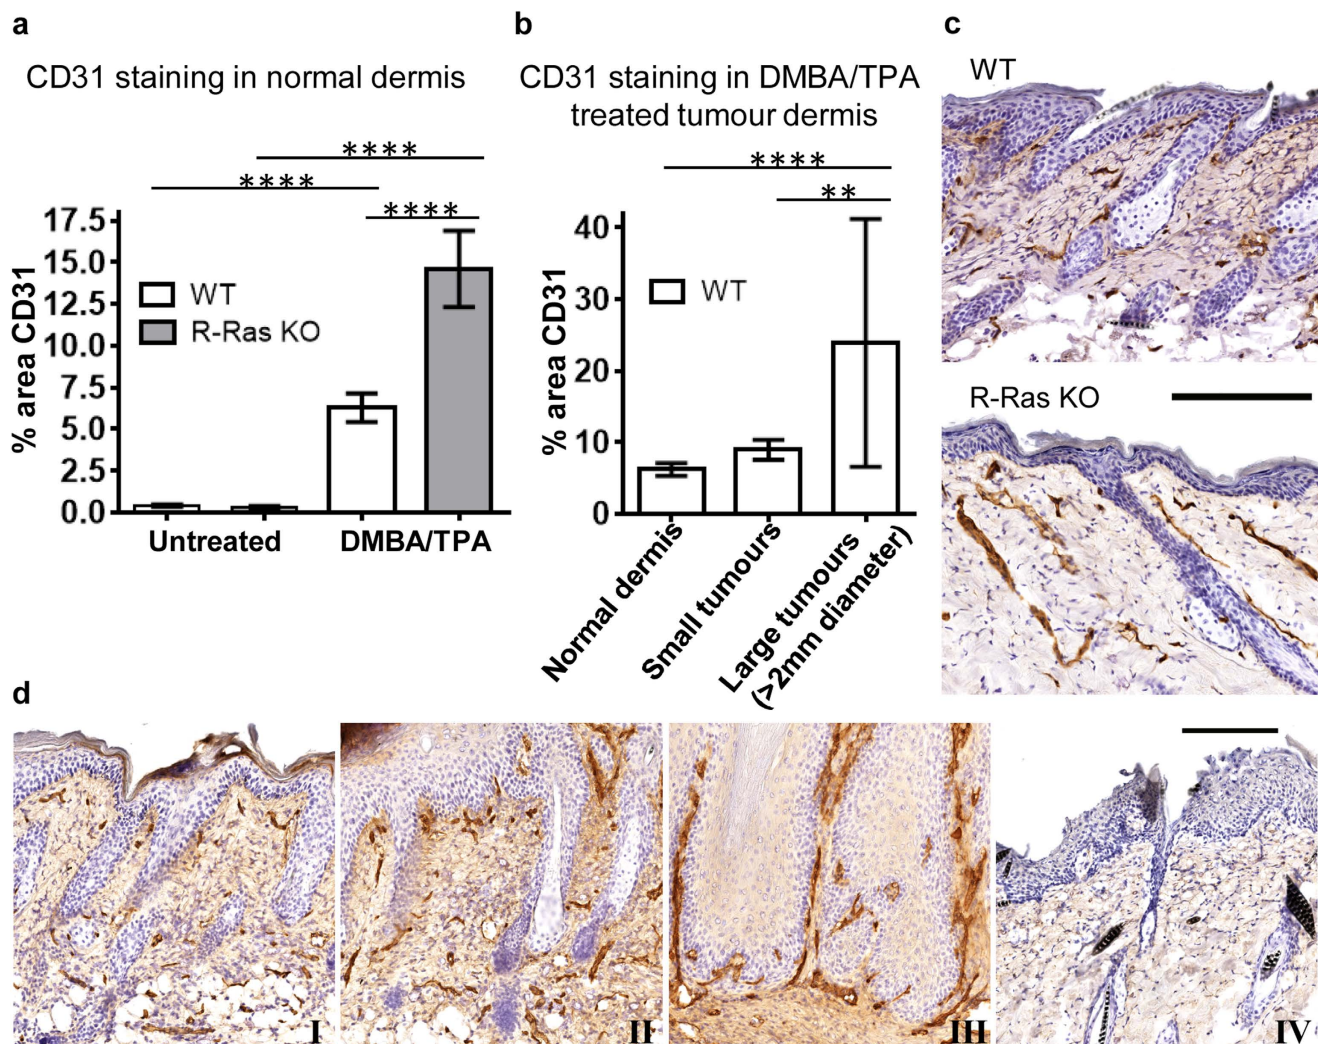 a
CD31 staining in normal dermis
****
****
****
% area CD31
17.5
15.0
12.5
10.0
7.5
5.0
2.5
0.0
WT
R-Ras KO
Untreated
DMBA/TPA
b
CD31 staining in DMBA/TPA
treated tumour dermis
****
**
% area CD31
40
30
20
10
0
WT
Normal dermis
Small tumours
Large tumours
(>2mm diameter)
c
WT
R-Ras KO
d
I
II
III
IV